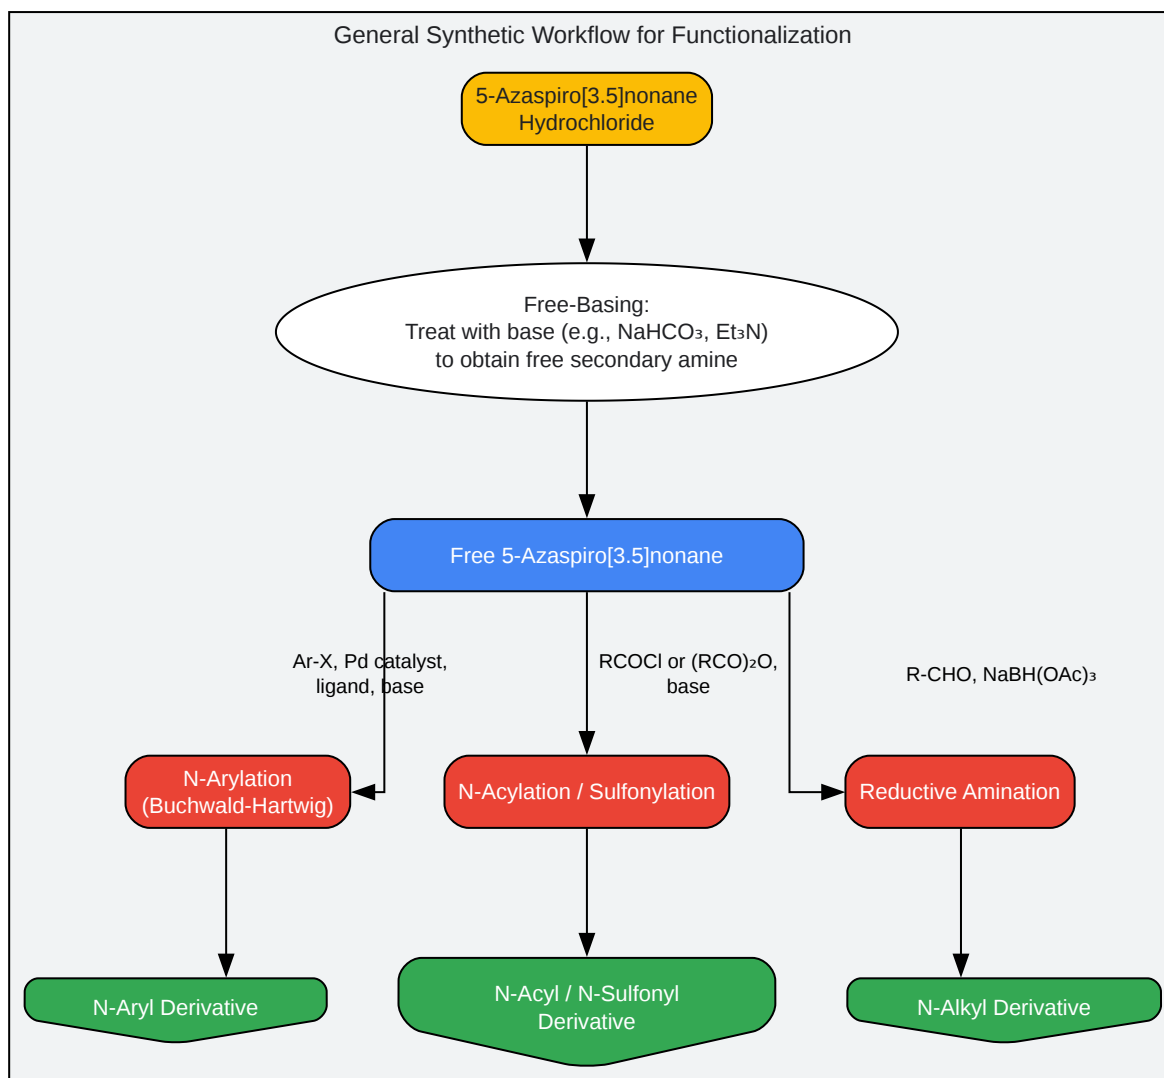 General Synthetic Workflow for Functionalization
5-Azaspiro[3.5]nonane
Hydrochloride
Free-Basing:
Treat with base (e.g., NaHCO₃, Et₃N)
to obtain free secondary amine
Free 5-Azaspiro[3.5]nonane
Ar-X, Pd catalyst,
ligand, base
RCOCl or (RCO)₂O,
base
R-CHO, NaBH(OAc)₃
N-Arylation
(Buchwald-Hartwig)
N-Acylation / Sulfonylation
Reductive Amination
N-Aryl Derivative
N-Acyl / N-Sulfonyl
Derivative
N-Alkyl Derivative